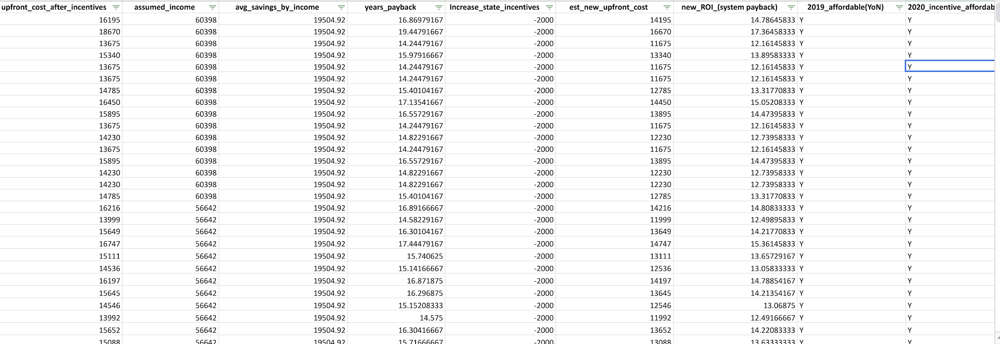 upfront_cost_after_incentives assumed_income avg_savings_by_income years_payback Increase_state_incentives est_new_upfront_cost new_ROI_(system payback) 2019_affordable(YoN) 2020_incentive_affordab
16195 60398 19504.92 16.86979167 -2000 14195 14.78645833 Y Y
18670 60398 19504.92 19.44791667 -2000 16670 17.36458333 Y Y
13675 60398 19504.92 14.24479167 -2000 11675 12.16145833 Y Y
15340 60398 19504.92 15.97916667 -2000 13340 13.89583333 Y Y
13675 60398 19504.92 14.24479167 -2000 11675 12.16145833 Y Y
13675 60398 19504.92 14.24479167 -2000 11675 12.16145833 Y Y
14785 60398 19504.92 15.40104167 -2000 12785 13.31770833 Y Y
16450 60398 19504.92 17.13541667 -2000 14450 15.05208333 Y Y
15895 60398 19504.92 16.55729167 -2000 13895 14.47395833 Y Y
13675 60398 19504.92 14.24479167 -2000 11675 12.16145833 Y Y
14230 60398 19504.92 14.82291667 -2000 12230 12.73958333 Y Y
13675 60398 19504.92 14.24479167 -2000 11675 12.16145833 Y Y
15895 60398 19504.92 16.55729167 -2000 13895 14.47395833 Y Y
14230 60398 19504.92 14.82291667 -2000 12230 12.73958333 Y Y
14230 60398 19504.92 14.82291667 -2000 12230 12.73958333 Y Y
14785 60398 19504.92 15.40104167 -2000 12785 13.31770833 Y Y
16216 56642 19504.92 16.89166667 -2000 14216 14.80833333 Y Y
13999 56642 19504.92 14.58229167 -2000 11999 12.49895833 Y Y
15649 56642 19504.92 16.30104167 -2000 13649 14.21770833 Y Y
16747 56642 19504.92 17.44479167 -2000 14747 15.36145833 Y Y
15111 56642 19504.92 15.740625 -2000 13111 13.65729167 Y Y
14536 56642 19504.92 15.14166667 -2000 12536 13.05833333 Y Y
16197 56642 19504.92 16.871875 -2000 14197 14.78854167 Y Y
15645 56642 19504.92 16.296875 -2000 13645 14.21354167 Y Y
14546 56642 19504.92 15.15208333 -2000 12546 13.06875 Y Y
13992 56642 19504.92 14.575 -2000 11992 12.49166667 Y Y
15652 56642 19504.92 16.30416667 -2000 13652 14.22083333 Y Y
15088 56642 19504.92 15.71666667 -2000 13088 13.63333333 Y Y